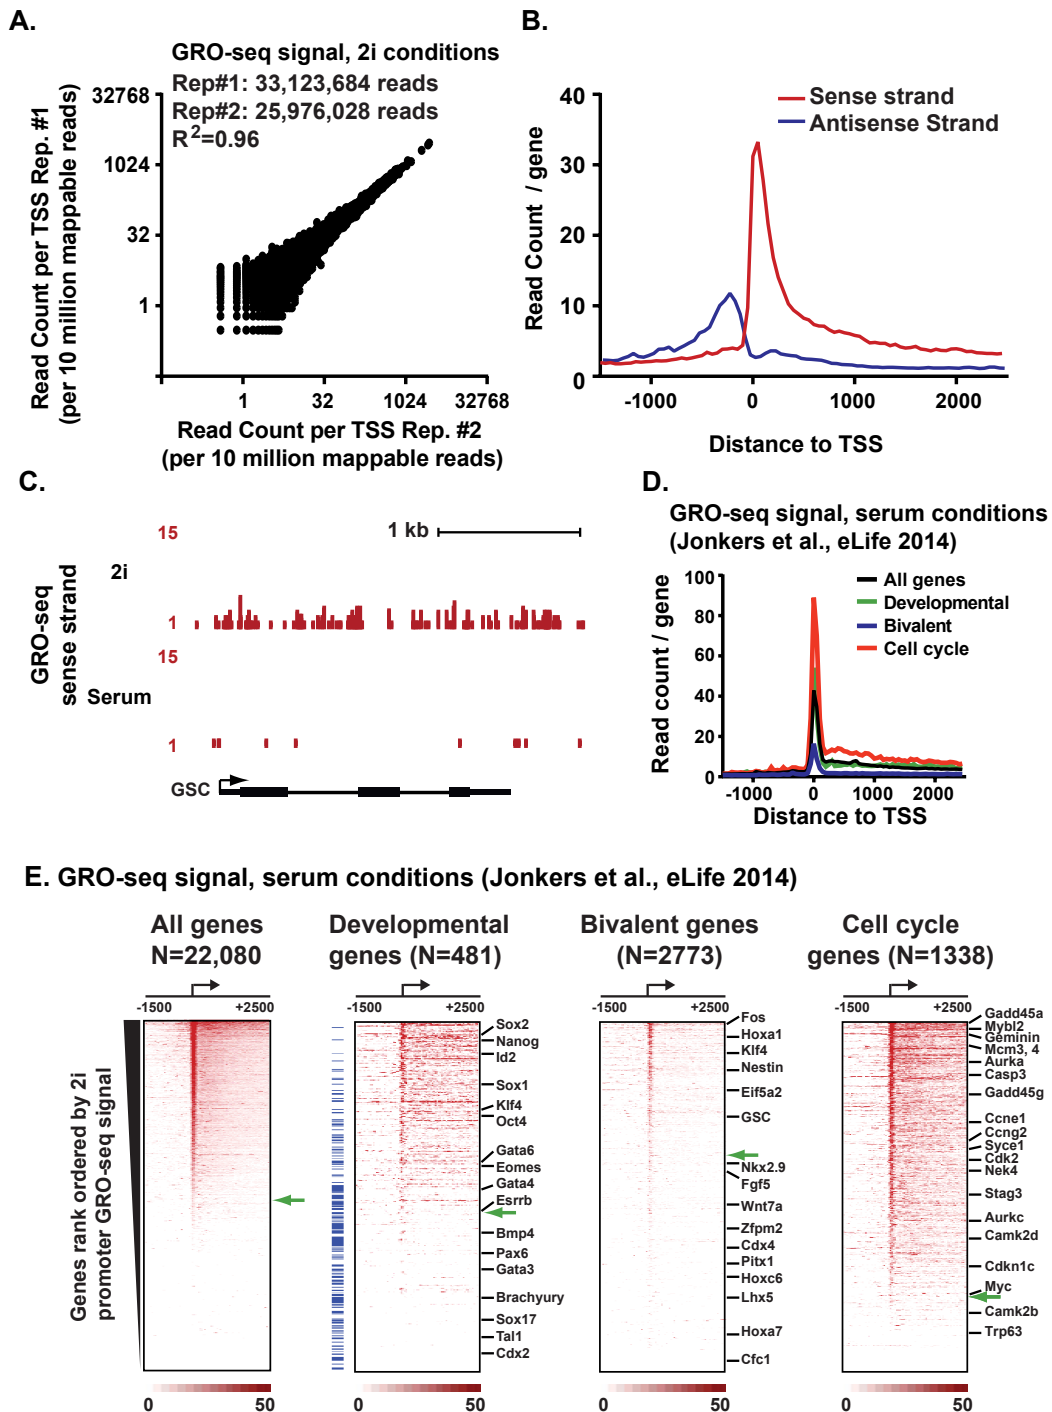 A.
GRO-seq signal, 2i conditions
Rep#1: 33,123,684 reads
Rep#2: 25,976,028 reads
R²=0.96
Read Count per TSS Rep. #1
(per 10 million mappable reads)
32768
1024
32
1
1 32 1024 32768
Read Count per TSS Rep. #2
(per 10 million mappable reads)
B.
Sense strand
Antisense Strand
Read Count / gene
40
30
20
10
0
-1000 0 1000 2000
Distance to TSS
C.
GRO-seq
sense strand
15
1 kb
2i
1
15
Serum
1
GSC
D.
GRO-seq signal, serum conditions
(Jonkers et al., eLife 2014)
All genes
Developmental
Bivalent
Cell cycle
Read count / gene
100
80
60
40
20
0
-1000 0 1000 2000
Distance to TSS
E. GRO-seq signal, serum conditions (Jonkers et al., eLife 2014)
Genes rank ordered by 2i
promoter GRO-seq signal
All genes
N=22,080
-1500 +2500
0 50
Developmental
genes (N=481)
-1500 +2500
Sox2
Nanog
Id2
Sox1
Klf4
Oct4
Gata6
Eomes
Gata4
Esrrb
Bmp4
Pax6
Gata3
Brachyury
Sox17
Tal1
Cdx2
0 50
Bivalent genes
(N=2773)
-1500 +2500
Fos
Hoxa1
Klf4
Nestin
Eif5a2
GSC
Nkx2.9
Fgf5
Wnt7a
Zfpm2
Cdx4
Pitx1
Hoxc6
Lhx5
Hoxa7
Cfc1
0 50
Cell cycle
genes (N=1338)
-1500 +2500
Gadd45a
Mybl2
Geminin
Mcm3, 4
Aurka
Casp3
Gadd45g
Ccne1
Ccng2
Syce1
Cdk2
Nek4
Stag3
Aurkc
Camk2d
Cdkn1c
Myc
Camk2b
Trp63
0 50